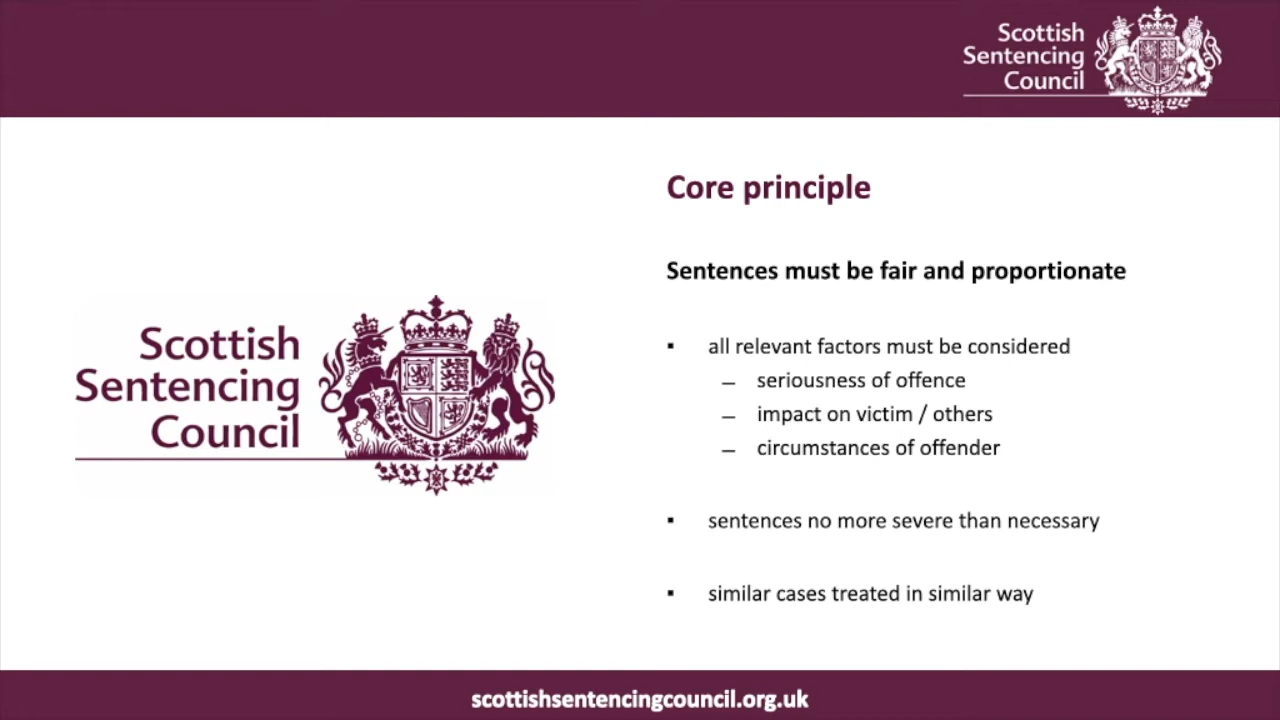 Scottish
Sentencing
Council
Core principle
Sentences must be fair and proportionate
▪ all relevant factors must be considered
– seriousness of offence
– impact on victim / others
– circumstances of offender
▪ sentences no more severe than necessary
▪ similar cases treated in similar way
Scottish
Sentencing
Council
scottishsentencingcouncil.org.uk